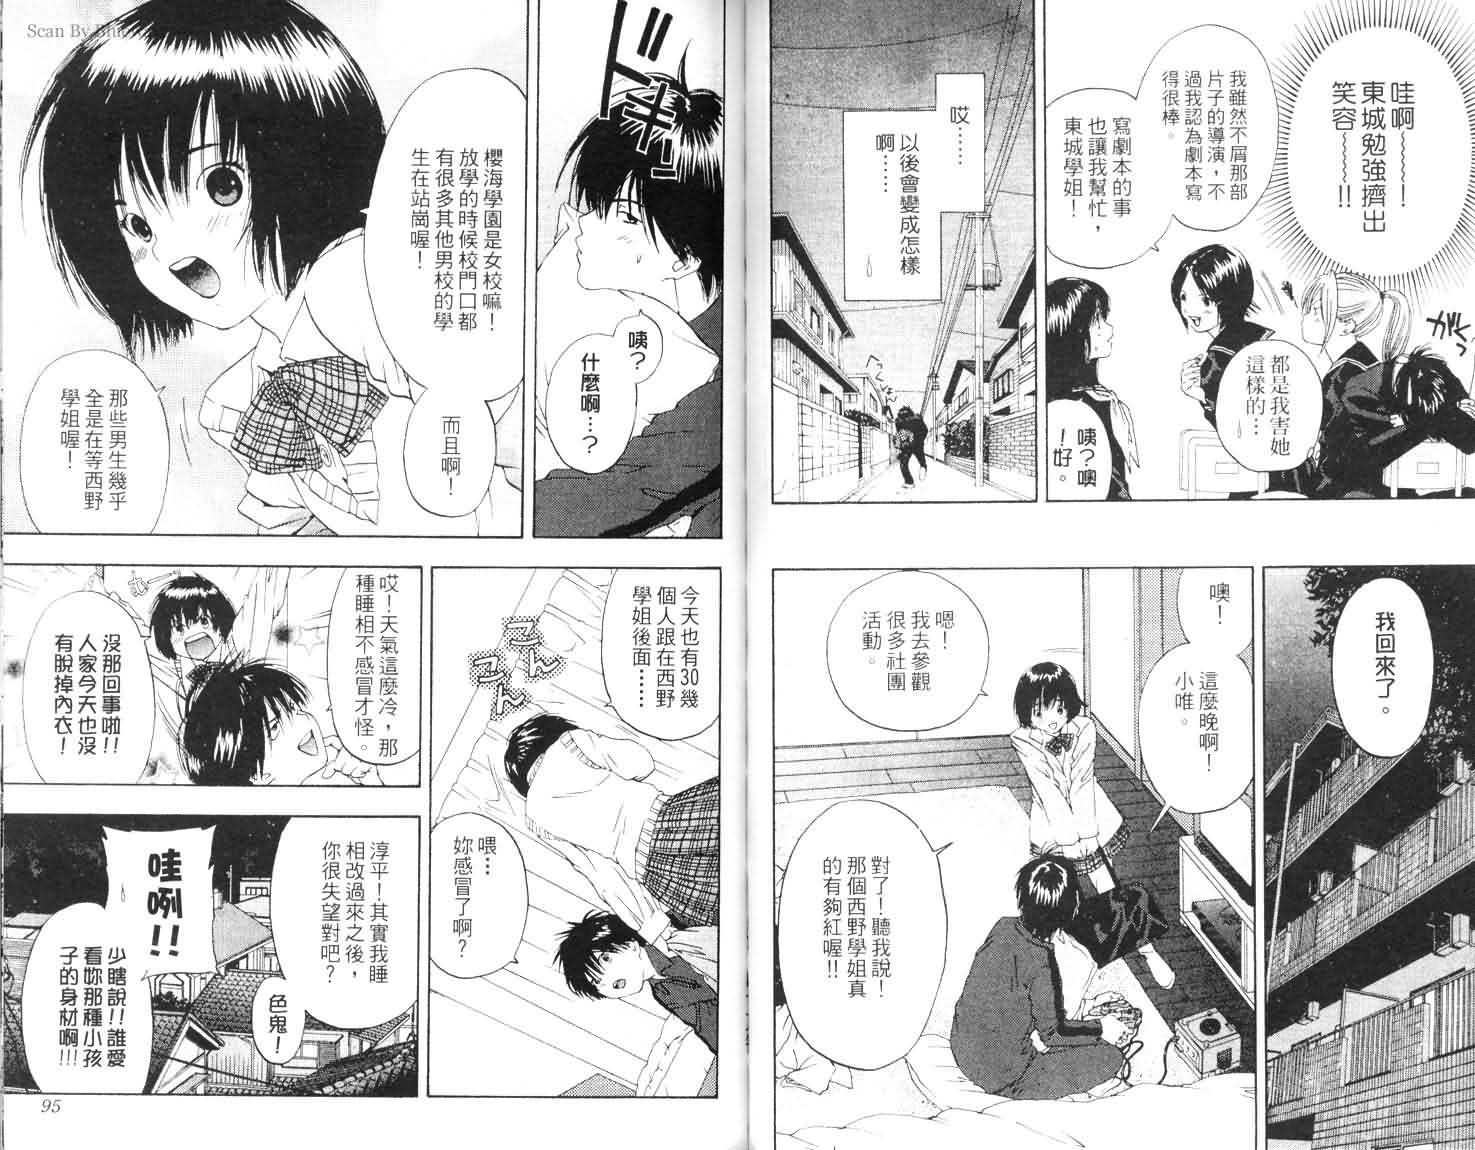 Scan By
哇啊～～～！
東城勉強擠出
笑容～～～!!
我雖然不屑那部
片子的導演，不
過我認為劇本寫
得很棒。
寫劇本的事
也讓我幫忙，
東城學姐！
ガくっ
都是我害她
這樣的…
咦？噢
！好。
哎……
以後會變成怎樣
啊……
我回來了。
噢！
這麼晚啊！
小唯。
嗯！
我去參觀
很多社團
活動。
對了！聽我說！
那個西野學姐真
的有夠紅喔!!
ドキッ
咦？
什麼啊…？
櫻海學園是女校嘛！
放學的時候校門口都
有很多其他男校的學
生在站崗喔！
而且啊！
那些男生幾乎
全是在等西野
學姐喔！
今天也有30幾
個人跟在西野
學姐後面……
こんこん
喂…
妳感冒了啊？
哎！天氣這麼冷，那
種睡相不感冒才怪。
むー
沒那回事啦!!
人家今天也沒
有脫掉內衣！
淳平！其實我睡
相改過來之後，
你很失望對吧？
色鬼！
哇咧!!
少瞎說!!誰愛
看妳那種小孩
子的身材啊!!!
95